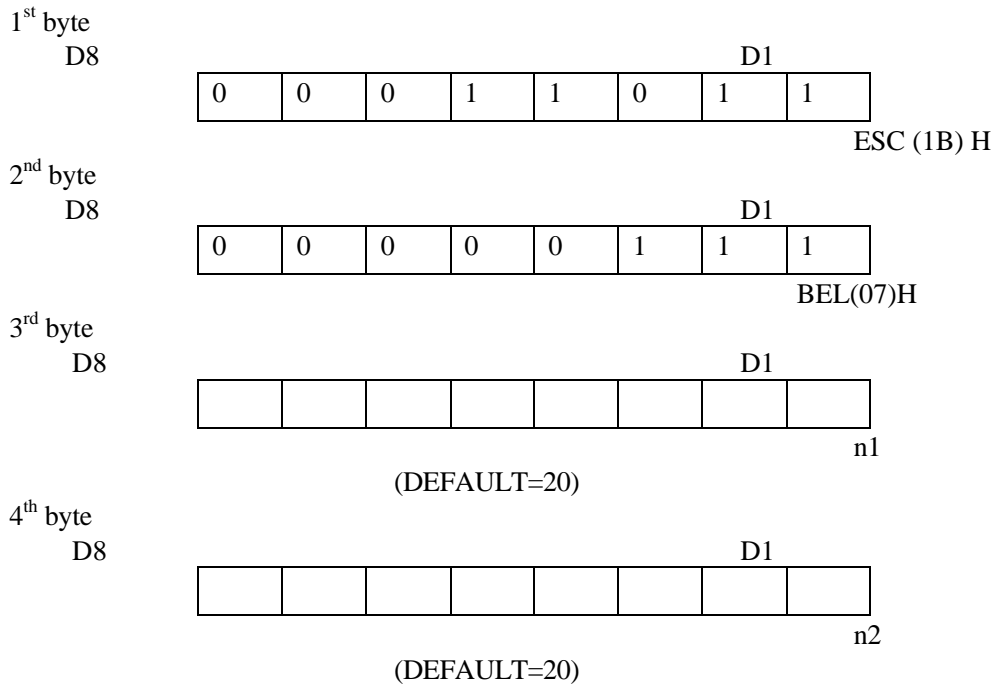 1st byte
D8 D1
0 0 0 1 1 0 1 1
ESC (1B) H
2nd byte
D8 D1
0 0 0 0 0 1 1 1
BEL(07)H
3rd byte
D8 D1
n1
(DEFAULT=20)
4th byte
D8 D1
n2
(DEFAULT=20)